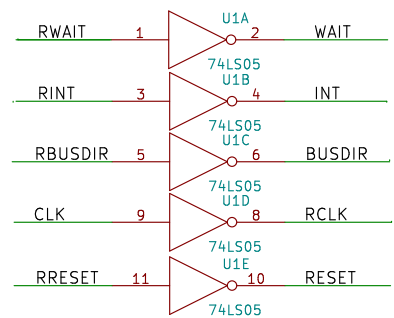 U1A
RWAIT 1 2 WAIT
74LS05
U1B
RINT 3 4 INT
74LS05
U1C
RBUSDIR 5 6 BUSDIR
74LS05
U1D
CLK 9 8 RCLK
74LS05
U1E
RRESET 11 10 RESET
74LS05